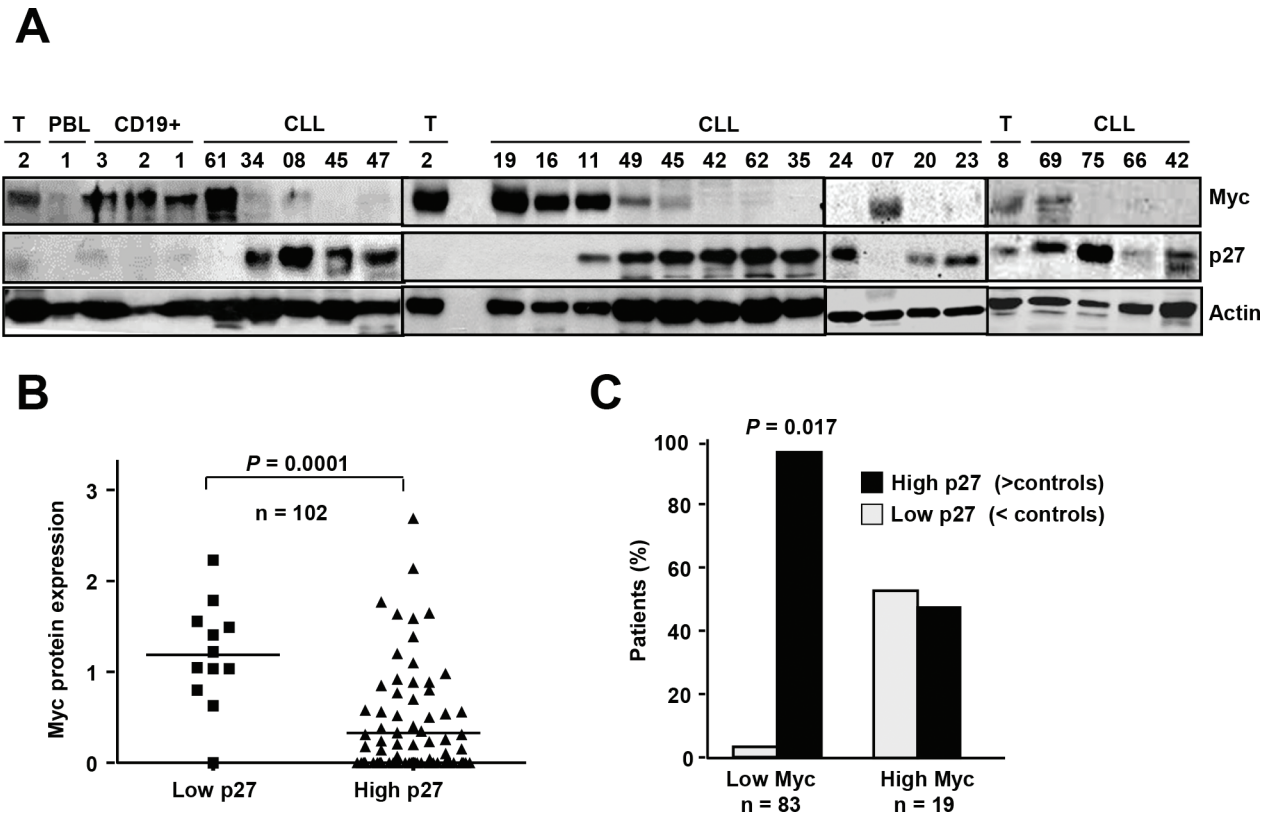 A
T PBL CD19+ CLL T CLL T CLL
2 1 3 2 1 61 34 08 45 47 2 19 16 11 49 45 42 62 35 24 07 20 23 8 69 75 66 42
Myc
p27
Actin
B
C
P = 0.0001
n = 102
Myc protein expression
3
2
1
0
Low p27 High p27
P = 0.017
Patients (%)
100
80
60
40
20
0
High p27 (>controls)
Low p27 (< controls)
Low Myc High Myc
n = 83 n = 19